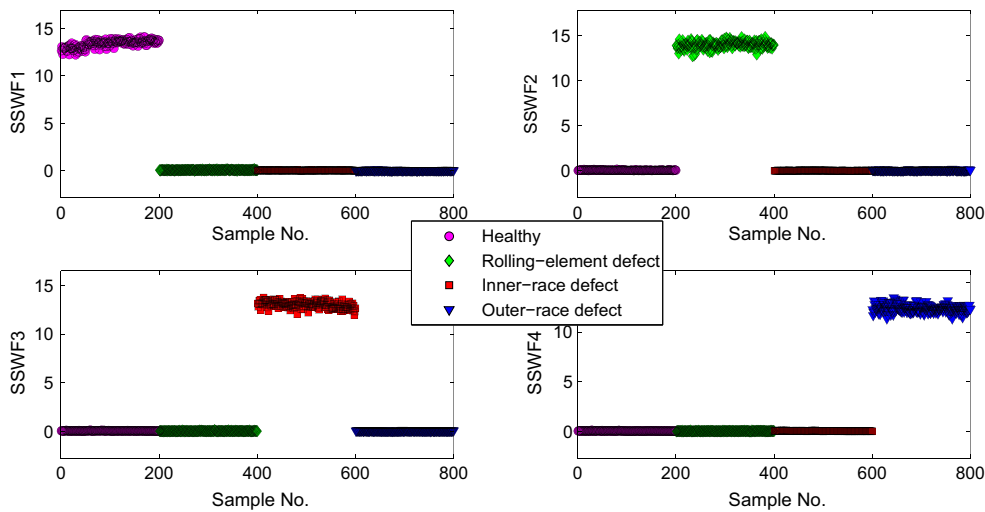 15
10
5
0
SSWF1
0 200 400 600 800
Sample No.
15
10
5
0
SSWF2
0 200 400 600 800
Sample No.
Healthy
Rolling−element defect
Inner−race defect
Outer−race defect
15
10
5
0
SSWF3
0 200 400 600 800
Sample No.
10
5
0
SSWF4
0 200 400 600 800
Sample No.